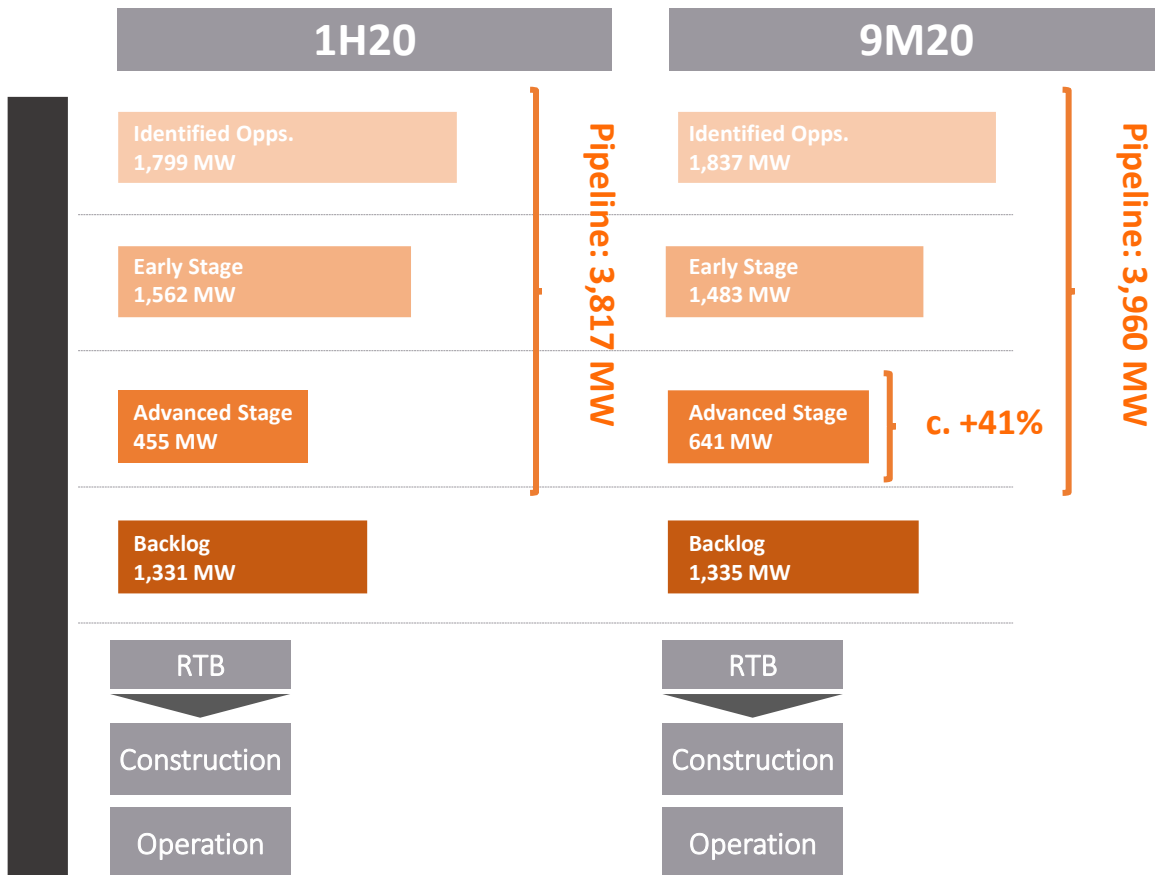 1H20
Identified Opps.
1,799 MW
Early Stage
1,562 MW
Advanced Stage
455 MW
Backlog
1,331 MW
Pipeline: 3,817 MW
RTB
Construction
Operation
9M20
Identified Opps.
1,837 MW
Early Stage
1,483 MW
Advanced Stage
641 MW
c. +41%
Backlog
1,335 MW
Pipeline: 3,960 MW
RTB
Construction
Operation